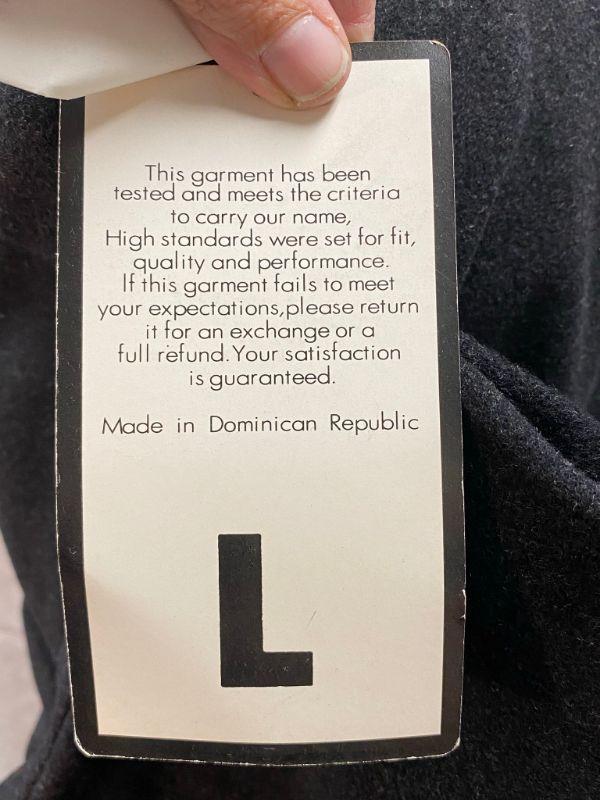 This garment has been
tested and meets the criteria
to carry our name,
High standards were set for fit,
quality and performance.
If this garment fails to meet
your expectations,please return
it for an exchange or a
full refund.Your satisfaction
is guaranteed.
Made in Dominican Republic
L